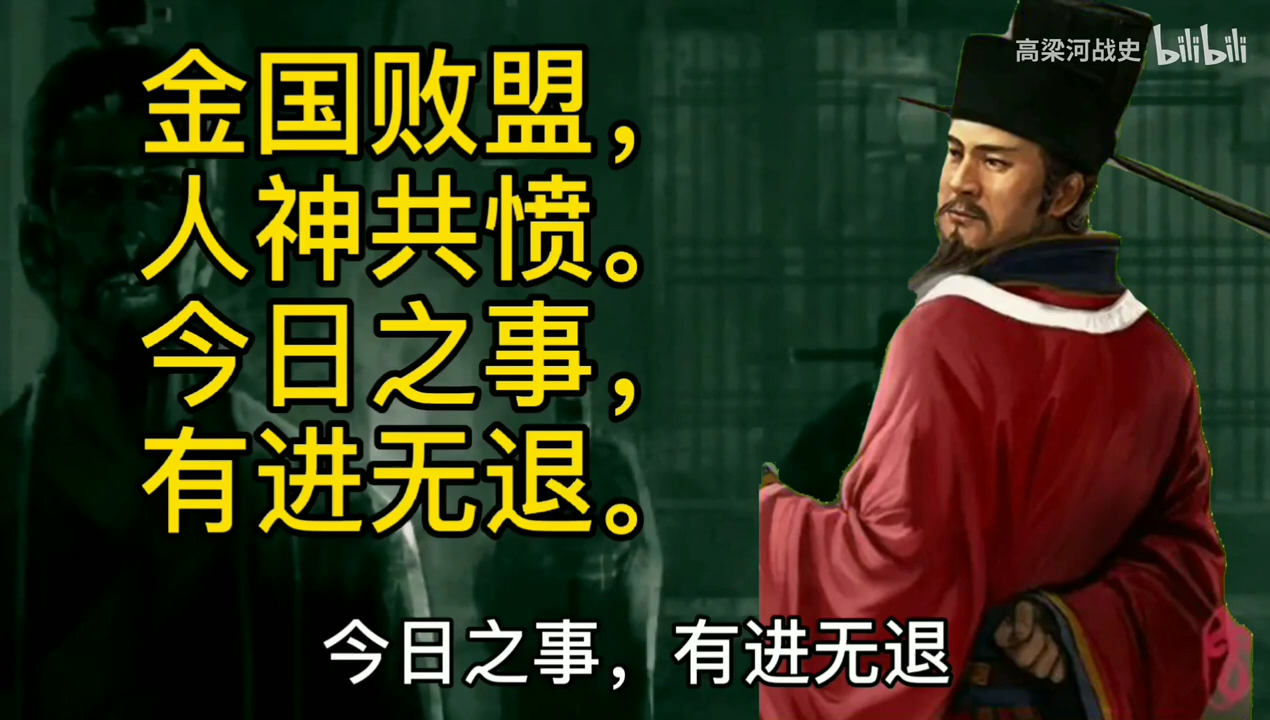 高梁河战史 bilibili
金国败盟，
人神共愤。
今日之事，
有进无退。
今日之事，有进无退